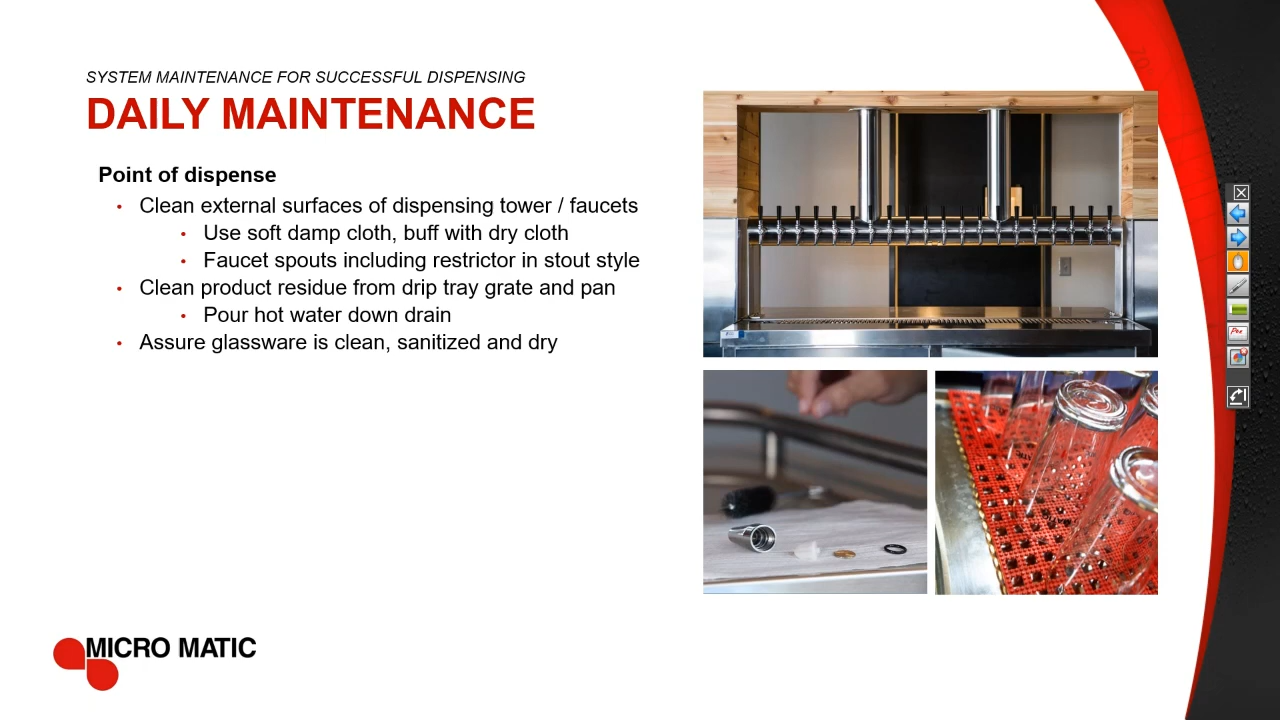 SYSTEM MAINTENANCE FOR SUCCESSFUL DISPENSING
DAILY MAINTENANCE
Point of dispense
• Clean external surfaces of dispensing tower / faucets
• Use soft damp cloth, buff with dry cloth
• Faucet spouts including restrictor in stout style
• Clean product residue from drip tray grate and pan
• Pour hot water down drain
• Assure glassware is clean, sanitized and dry
MICRO MATIC